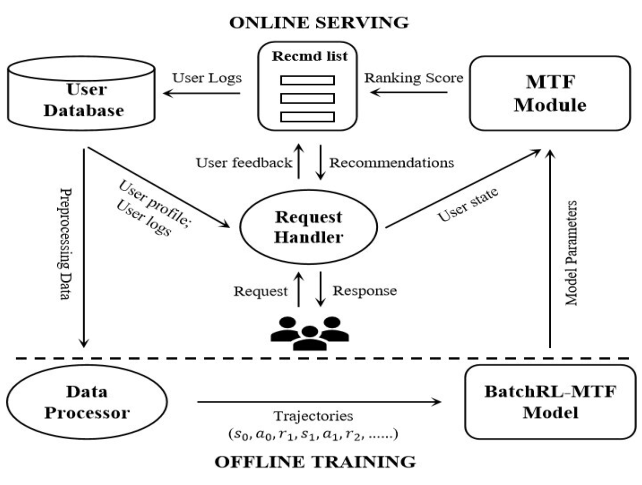 ONLINE SERVING
Recmd list
User
Database
User Logs
Ranking Score
MTF
Module
User feedback
Recommendations
User profile;
User logs
Request
Handler
User state
Preprocessing Data
Model Parameters
Request
Response
Data
Processor
Trajectories
(s₀, a₀, r₁, s₁, a₁, r₂, ......)
BatchRL-MTF
Model
OFFLINE TRAINING